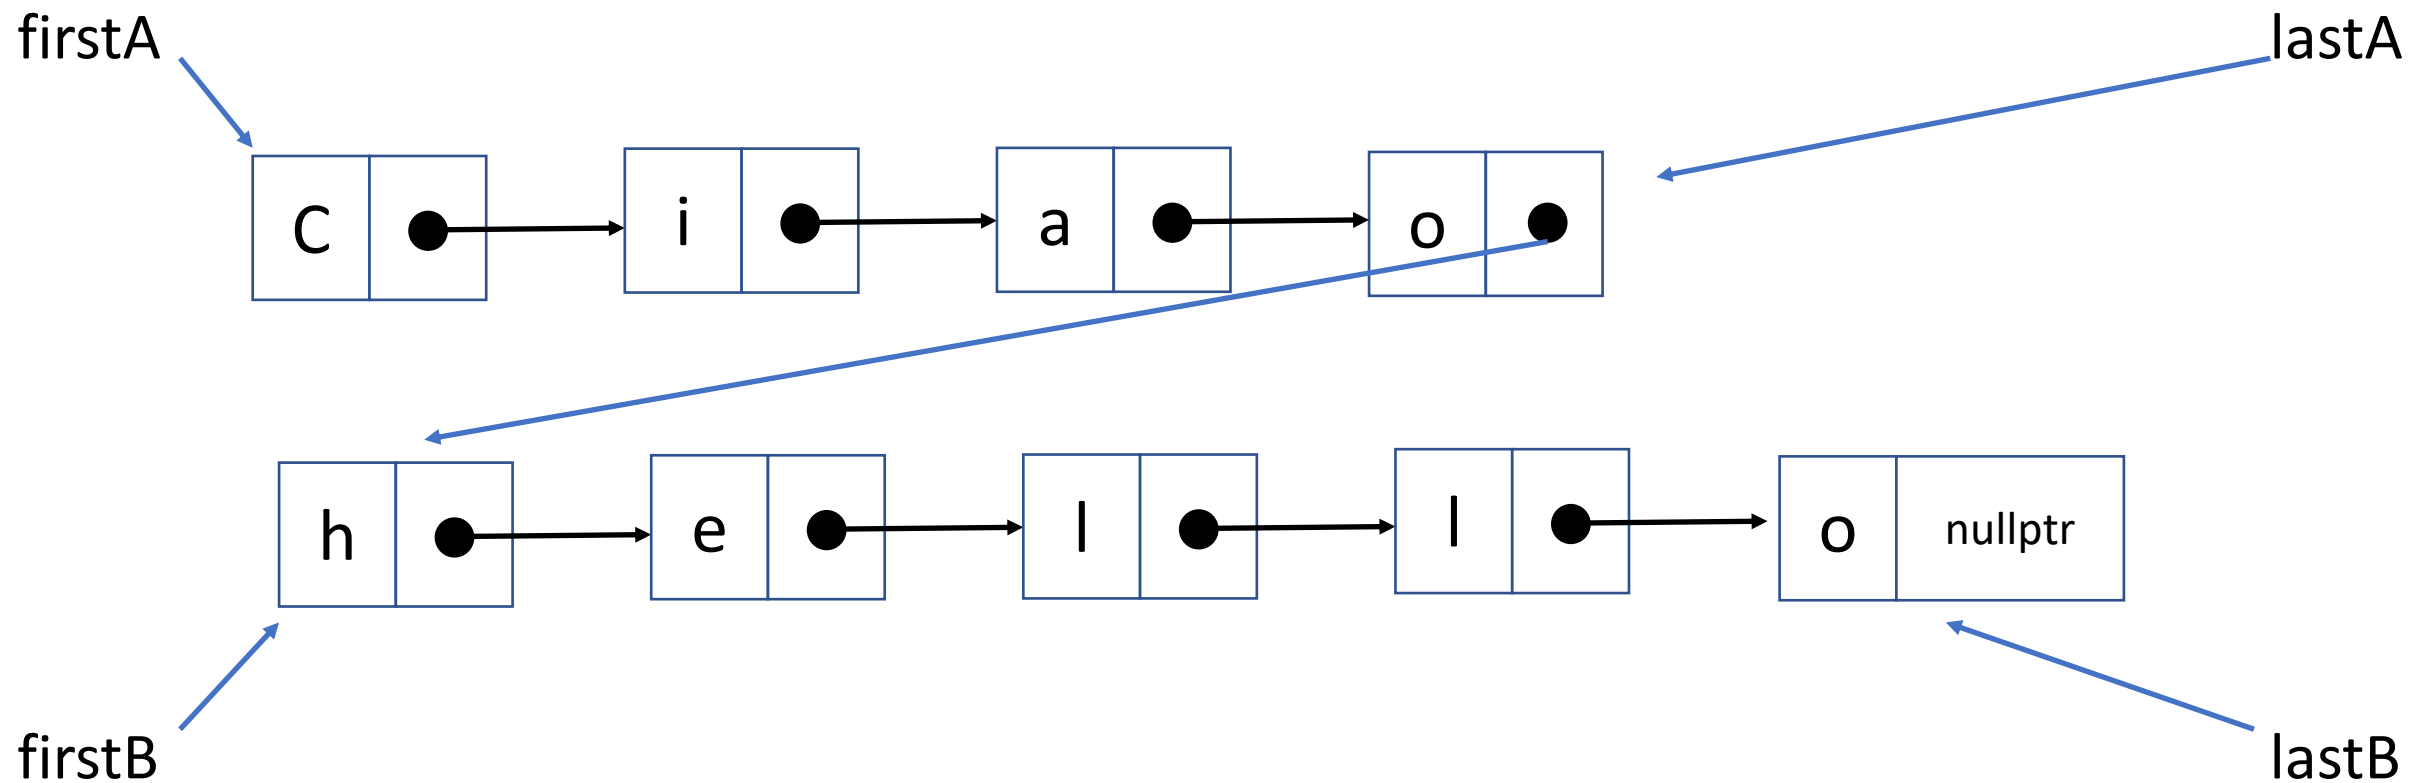 firstA lastA
C i a o
h e l l o nullptr
firstB lastB